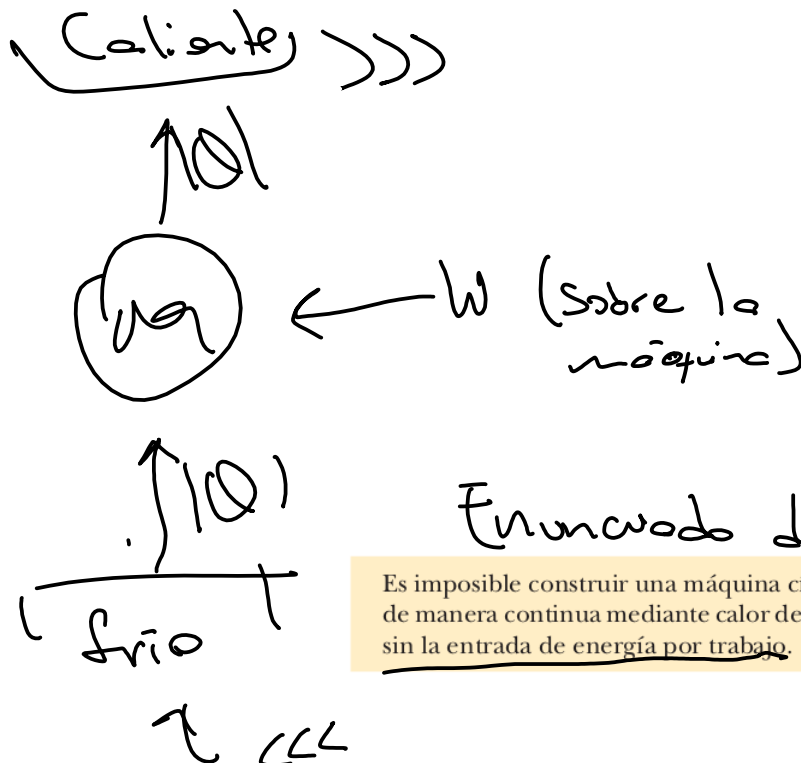 Caliente >>>
|Q|
W (sobre la
máquina)
|Q|
Enunciado d
Es imposible construir una máquina ci
de manera continua mediante calor de
sin la entrada de energía por trabajo.
frío
<<<